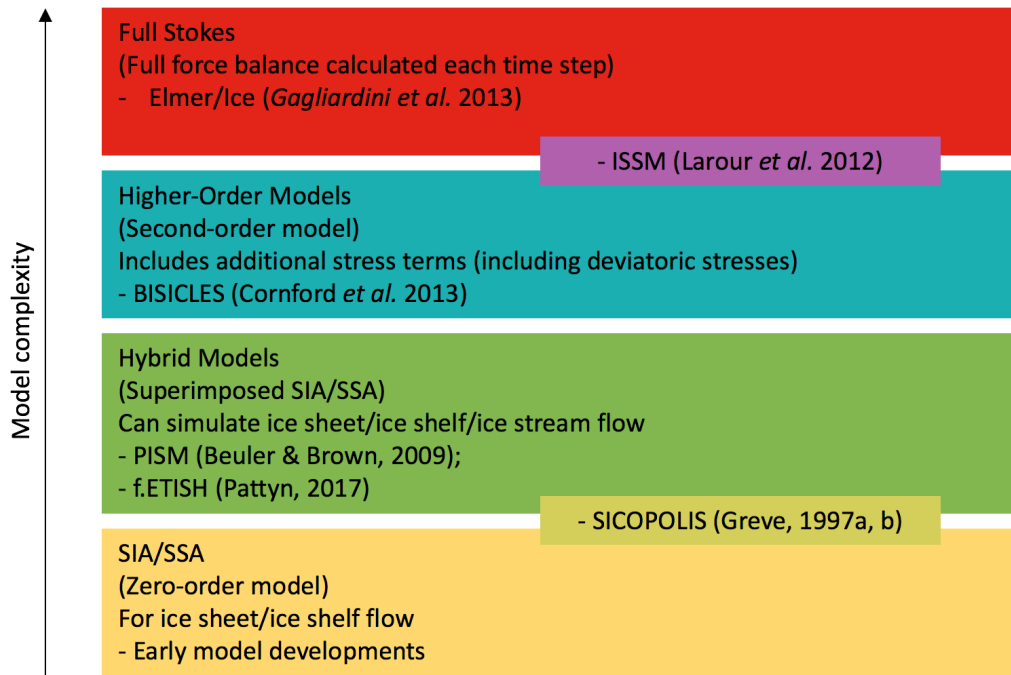 Model complexity
Full Stokes
(Full force balance calculated each time step)
- Elmer/Ice (Gagliardini et al. 2013)
- ISSM (Larour et al. 2012)
Higher-Order Models
(Second-order model)
Includes additional stress terms (including deviatoric stresses)
- BISICLES (Cornford et al. 2013)
Hybrid Models
(Superimposed SIA/SSA)
Can simulate ice sheet/ice shelf/ice stream flow
- PISM (Beuler & Brown, 2009);
- f.ETISH (Pattyn, 2017)
- SICOPOLIS (Greve, 1997a, b)
SIA/SSA
(Zero-order model)
For ice sheet/ice shelf flow
- Early model developments